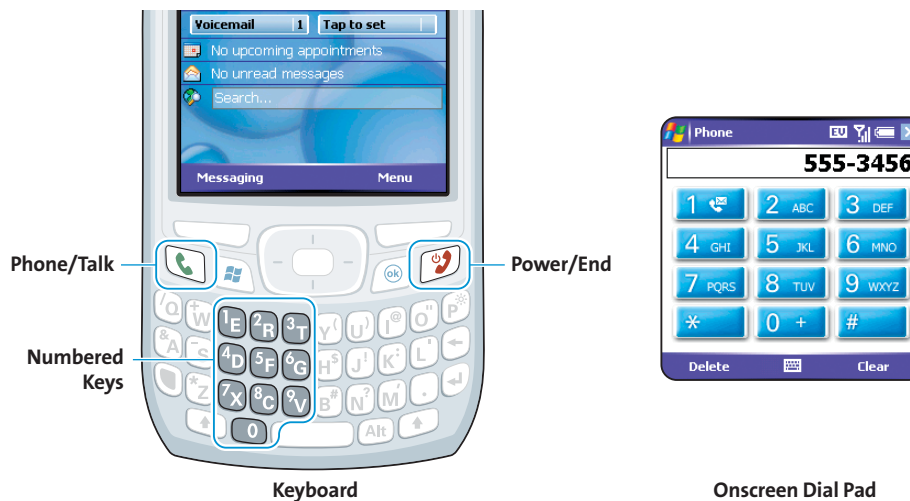 Voicemail 1 Tap to set
No upcoming appointments
No unread messages
Search...
Messaging Menu
Phone/Talk
ok
Power/End
Numbered
Keys
/Q +W 1E 2R 3T Y( U) I@ O" P
&A -S 4D 5F 6G H$ J! K: L'
*Z 7X 8C 9V B# N? M, .
0 Alt
Keyboard
Phone EV
555-3456
1 2 ABC 3 DEF
4 GHI 5 JKL 6 MNO
7 PQRS 8 TUV 9 WXYZ
* 0 + #
Delete Clear
Onscreen Dial Pad